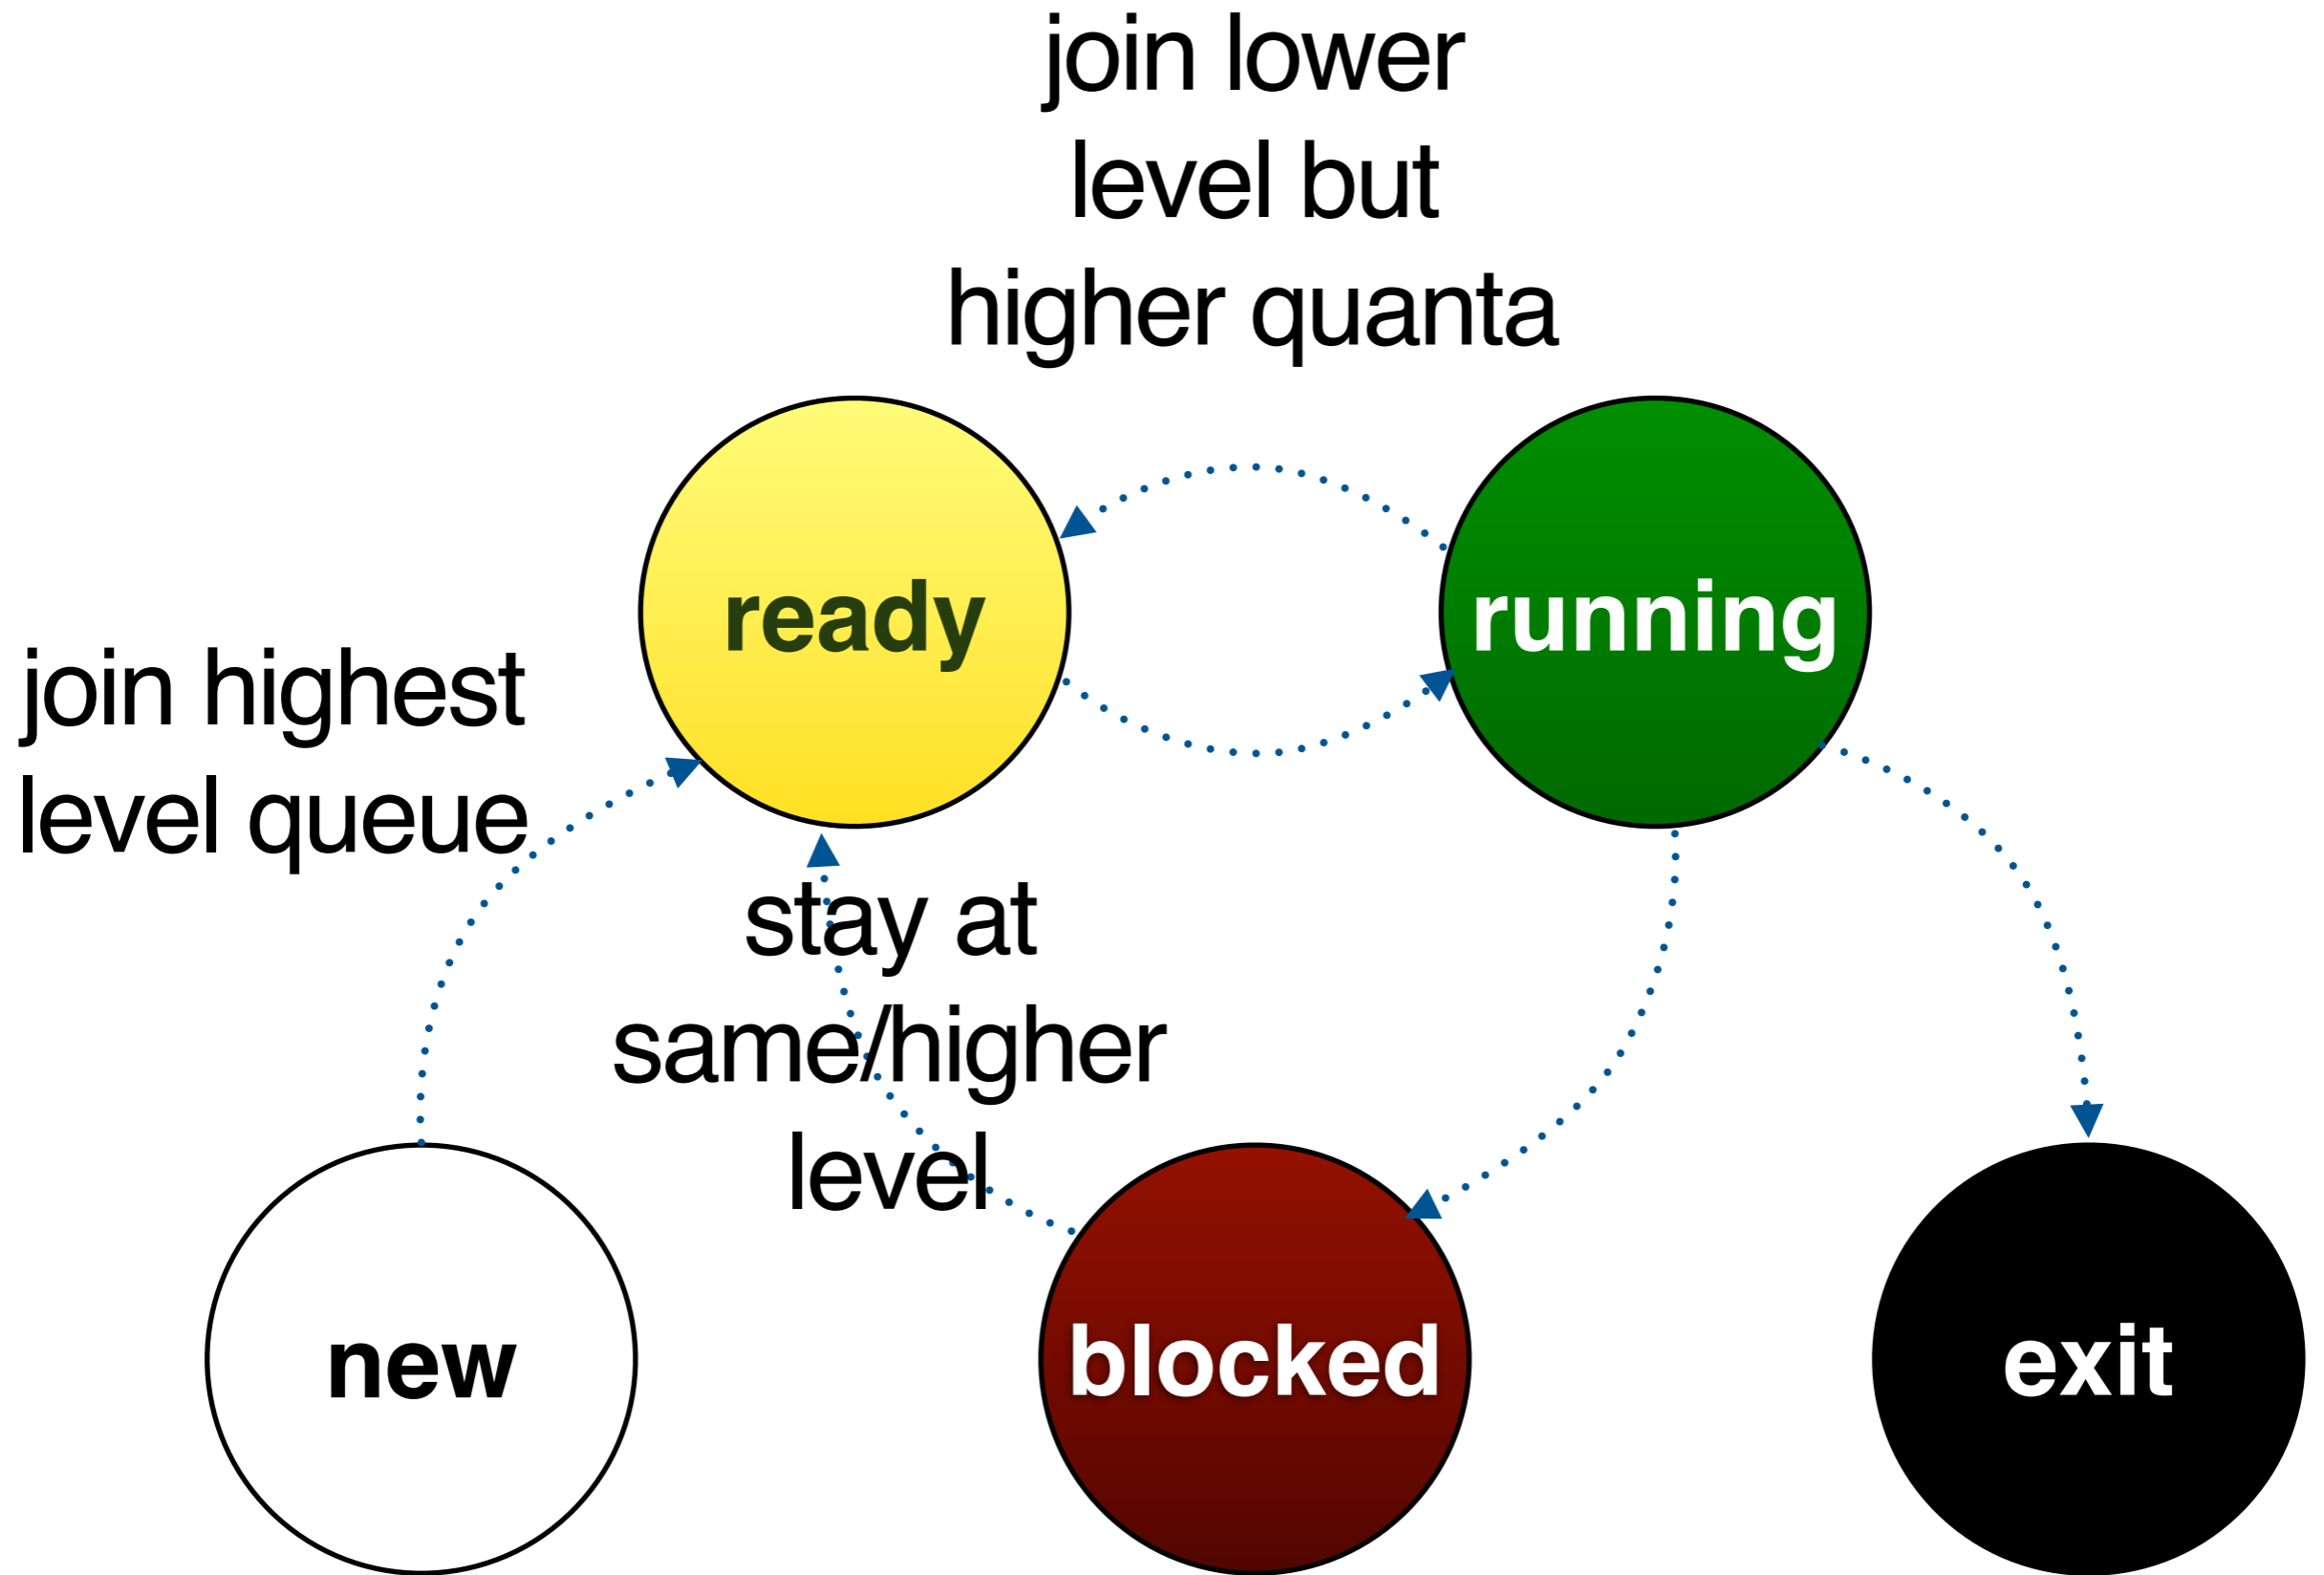 join lower
level but
higher quanta
ready
running
join highest
level queue
stay at
same/higher
level
new
blocked
exit